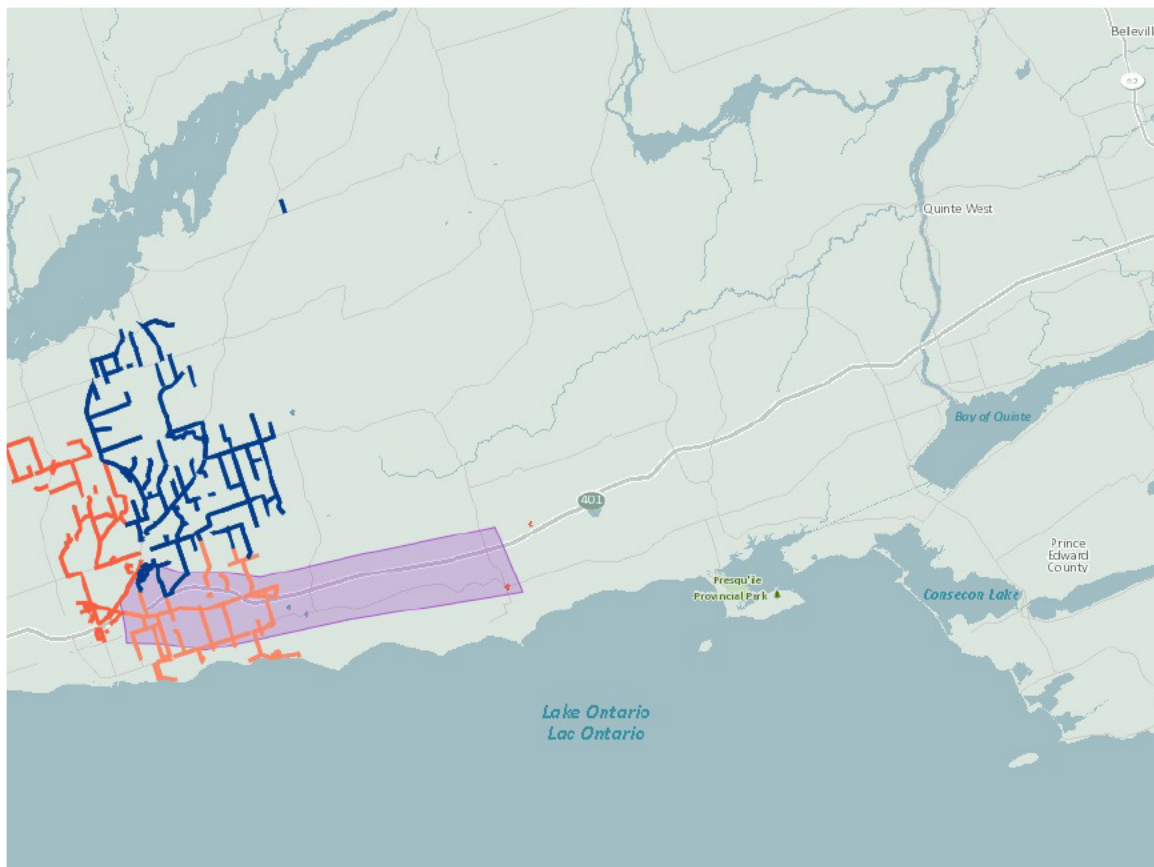 Bellevill
62
Quinte West
Bay of Quinte
401
Prince
Edward
County
Presqu'ile
Provincial Park
Consecon Lake
Lake Ontario
Lac Ontario